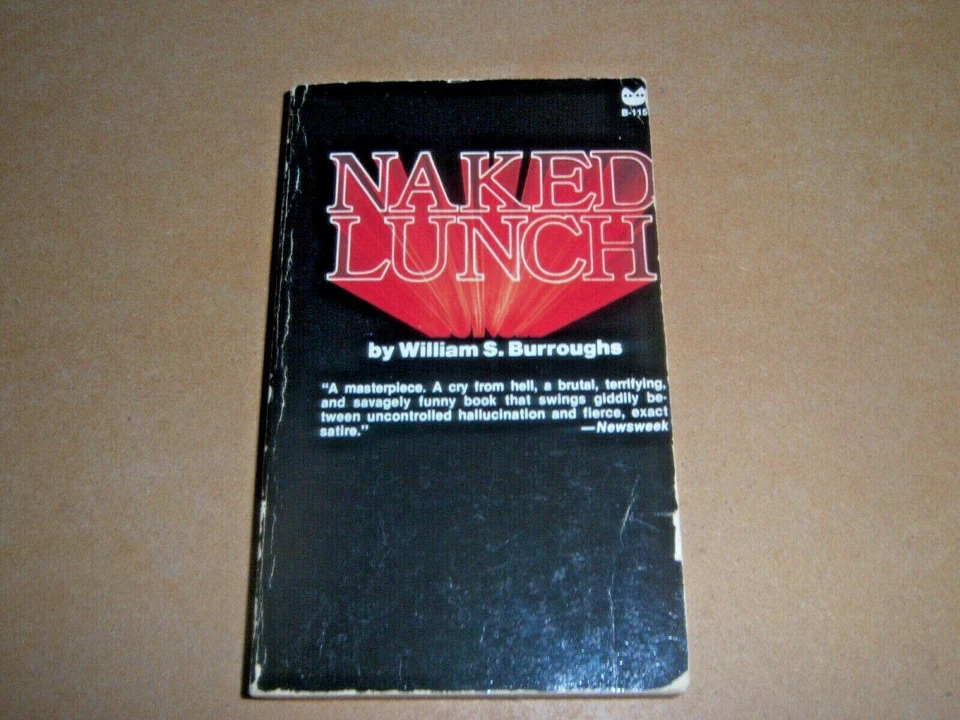 B-115
NAKED
LUNCH
by William S. Burroughs
"A masterpiece. A cry from hell, a brutal, terrifying,
and savagely funny book that swings giddily be-
tween uncontrolled hallucination and fierce, exact
satire." —Newsweek